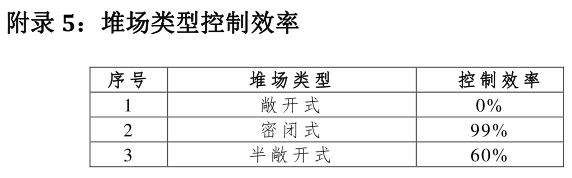 附录 5：堆场类型控制效率
序号 堆场类型 控制效率
1 敞开式 0%
2 密闭式 99%
3 半敞开式 60%